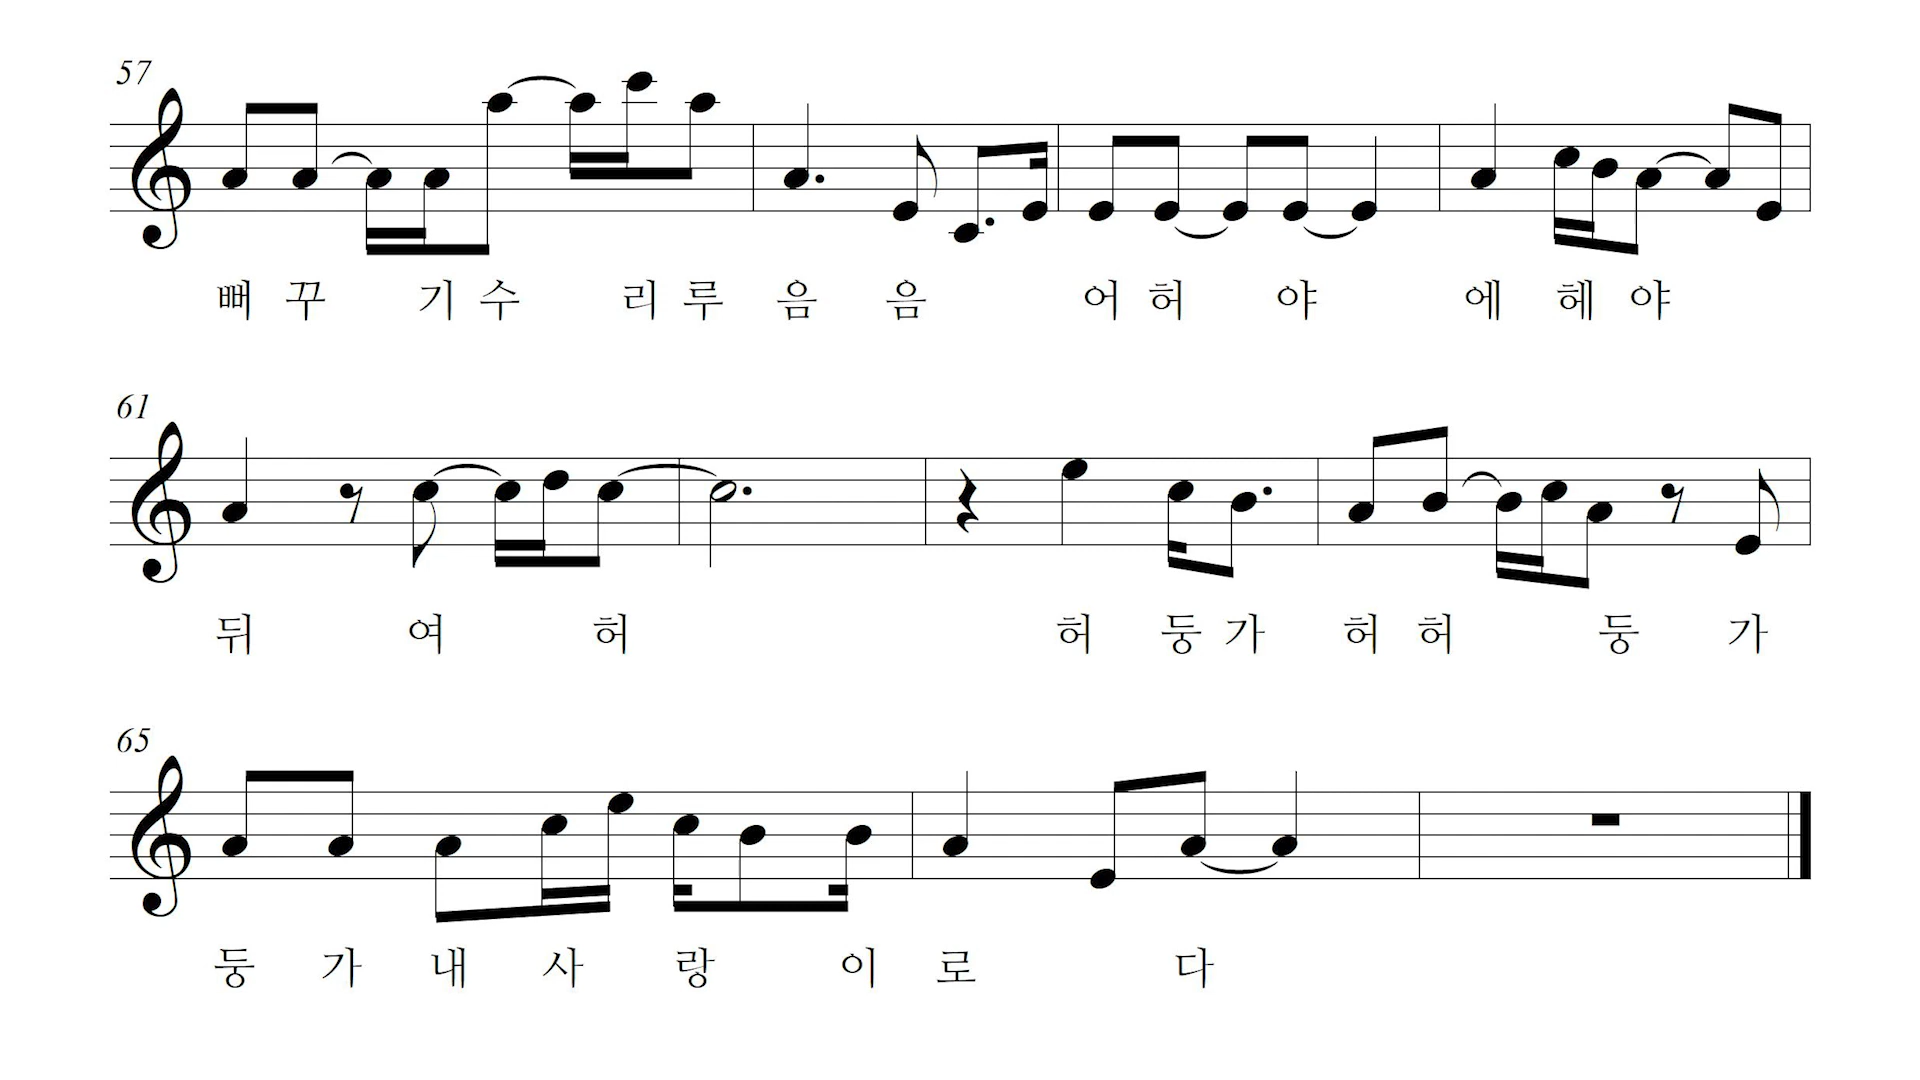 57
뻐 꾸 기 수 리 루 음 음 어 허 야 에 헤 야
61
뒤 여 허 허 둥 가 허 허 둥 가
65
둥 가 내 사 랑 이 로 다